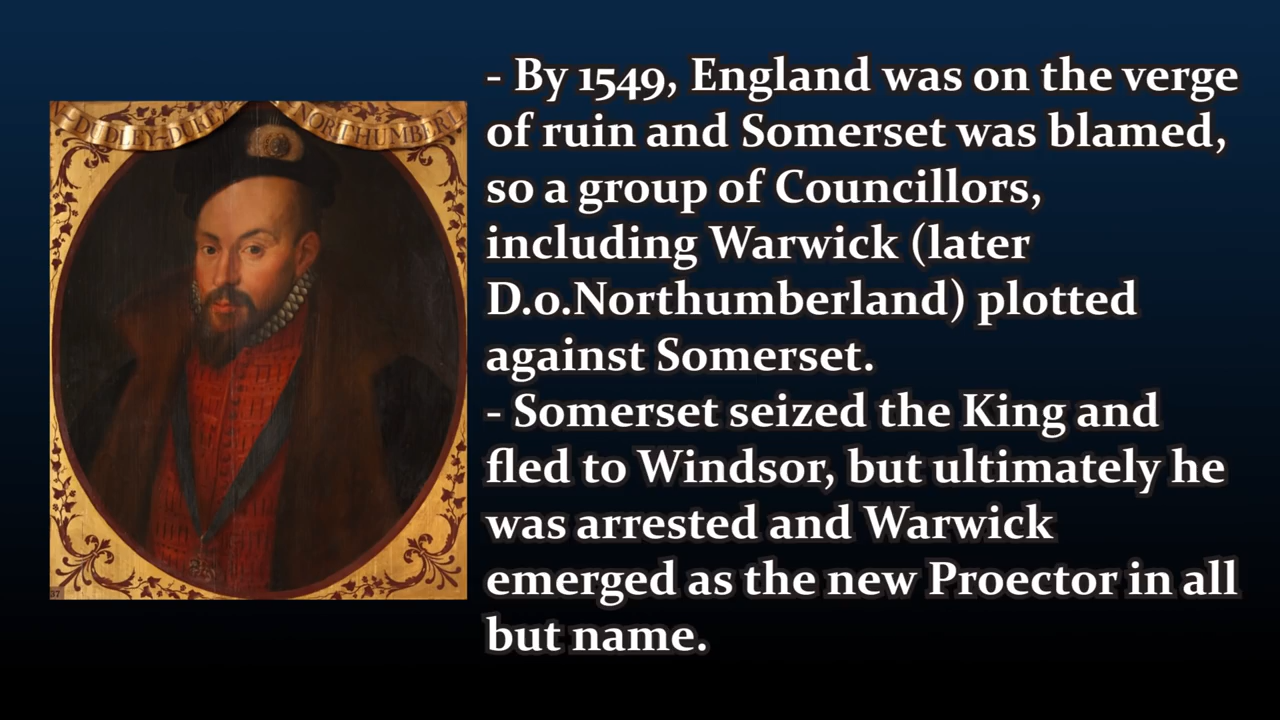 DUDLEY-DUKE
NORTHUMBERL
- By 1549, England was on the verge
of ruin and Somerset was blamed,
so a group of Councillors,
including Warwick (later
D.o.Northumberland) plotted
against Somerset.
- Somerset seized the King and
fled to Windsor, but ultimately he
was arrested and Warwick
emerged as the new Proector in all
but name.
37